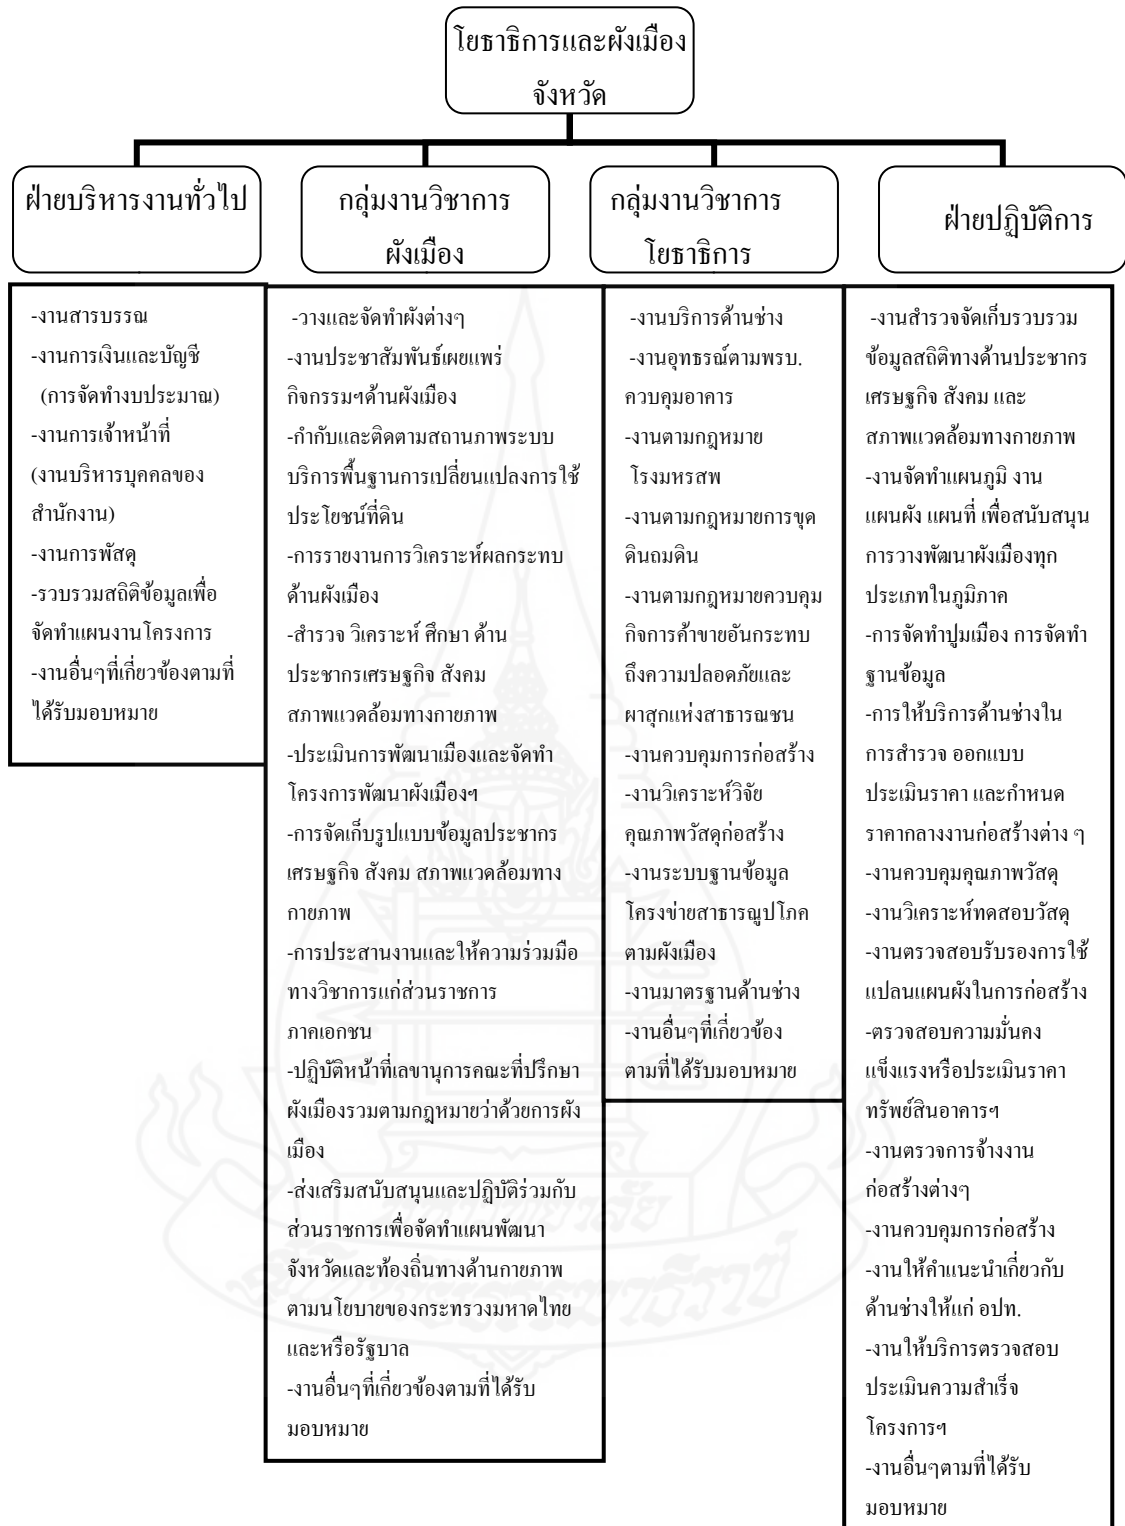 โยธาธิการและผังเมือง
จังหวัด
ฝ่ายบริหารงานทั่วไป
กลุ่มงานวิชาการ
ผังเมือง
กลุ่มงานวิชาการ
โยธาธิการ
ฝ่ายปฏิบัติการ
-งานสารบรรณ
-งานการเงินและบัญชี
(การจัดทำงบประมาณ)
-งานการเจ้าหน้าที่
(งานบริหารบุคคลของ
สำนักงาน)
-งานการพัสดุ
-รวบรวมสถิติข้อมูลเพื่อ
จัดทำแผนงานโครงการ
-งานอื่นๆที่เกี่ยวข้องตามที่
ได้รับมอบหมาย
-วางและจัดทำผังต่างๆ
-งานประชาสัมพันธ์เผยแพร่
กิจกรรมฯด้านผังเมือง
-กำกับและติดตามสถานภาพระบบ
บริการพื้นฐานการเปลี่ยนแปลงการใช้
ประโยชน์ที่ดิน
-การรายงานการวิเคราะห์ผลกระทบ
ด้านผังเมือง
-สำรวจ วิเคราะห์ ศึกษา ด้าน
ประชากรเศรษฐกิจ สังคม
สภาพแวดล้อมทางกายภาพ
-ประเมินการพัฒนาเมืองและจัดทำ
โครงการพัฒนาผังเมืองฯ
-การจัดเก็บรูปแบบข้อมูลประชากร
เศรษฐกิจ สังคม สภาพแวดล้อมทาง
กายภาพ
-การประสานงานและให้ความร่วมมือ
ทางวิชาการแก่ส่วนราชการ
ภาคเอกชน
-ปฏิบัติหน้าที่เลขานุการคณะที่ปรึกษา
ผังเมืองรวมตามกฎหมายว่าด้วยการผัง
เมือง
-ส่งเสริมสนับสนุนและปฏิบัติร่วมกับ
ส่วนราชการเพื่อจัดทำแผนพัฒนา
จังหวัดและท้องถิ่นทางด้านกายภาพ
ตามนโยบายของกระทรวงมหาดไทย
และหรือรัฐบาล
-งานอื่นๆที่เกี่ยวข้องตามที่ได้รับ
มอบหมาย
-งานบริการด้านช่าง
-งานอุทธรณ์ตามพรบ.
ควบคุมอาคาร
-งานตามกฎหมาย
โรงมหรสพ
-งานตามกฎหมายการขุด
ดินถมดิน
-งานตามกฎหมายควบคุม
กิจการค้าขายอันกระทบ
ถึงความปลอดภัยและ
ผาสุกแห่งสาธารณชน
-งานควบคุมการก่อสร้าง
-งานวิเคราะห์วิจัย
คุณภาพวัสดุก่อสร้าง
-งานระบบฐานข้อมูล
โครงข่ายสาธารณูปโภค
ตามผังเมือง
-งานมาตรฐานด้านช่าง
-งานอื่นๆที่เกี่ยวข้อง
ตามที่ได้รับมอบหมาย
-งานสำรวจจัดเก็บรวบรวม
ข้อมูลสถิติทางด้านประชากร
เศรษฐกิจ สังคม และ
สภาพแวดล้อมทางกายภาพ
-งานจัดทำแผนภูมิ งาน
แผนผัง แผนที่ เพื่อสนับสนุน
การวางพัฒนาผังเมืองทุก
ประเภทในภูมิภาค
-การจัดทำปูมเมือง การจัดทำ
ฐานข้อมูล
-การให้บริการด้านช่างใน
การสำรวจ ออกแบบ
ประเมินราคา และกำหนด
ราคากลางงานก่อสร้างต่าง ๆ
-งานควบคุมคุณภาพวัสดุ
-งานวิเคราะห์ทดสอบวัสดุ
-งานตรวจสอบรับรองการใช้
แปลนแผนผังในการก่อสร้าง
-ตรวจสอบความมั่นคง
แข็งแรงหรือประเมินราคา
ทรัพย์สินอาคารฯ
-งานตรวจการจ้างงาน
ก่อสร้างต่างๆ
-งานควบคุมการก่อสร้าง
-งานให้คำแนะนำเกี่ยวกับ
ด้านช่างให้แก่ อปท.
-งานให้บริการตรวจสอบ
ประเมินความสำเร็จ
โครงการฯ
-งานอื่นๆตามที่ได้รับ
มอบหมาย